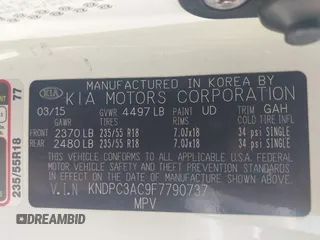 MANUFACTURED IN KOREA BY
KIA KIA MOTORS CORPORATION
03/15 GVWR 4497 LB PAINT UD TRIM GAH
GAWR TIRES RIMS COLD TIRE INFL
FRONT 2370 LB 235/55 R18 7.0Jx18 34 psi SINGLE
REAR 2480 LB 235/55 R18 7.0Jx18 34 psi SINGLE
THIS VEHICLE CONFORMS TO ALL APPLICABLE
FEDERAL MOTOR VEHICLE SAFETY STANDARDS IN
EFFECT ON THE DATE OF MANUFACTURE SHOWN ABOVE.
V.I.N KNDPC3AC9F7790737
MPV
235/55R18 77
DREAMBID